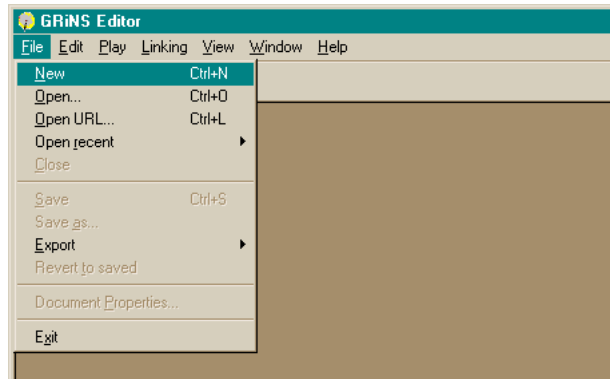 GRiNS Editor
File Edit Play Linking View Window Help
New Ctrl+N
Open... Ctrl+O
Open URL... Ctrl+L
Open recent
Close
Save Ctrl+S
Save as...
Export
Revert to saved
Document Properties...
Exit